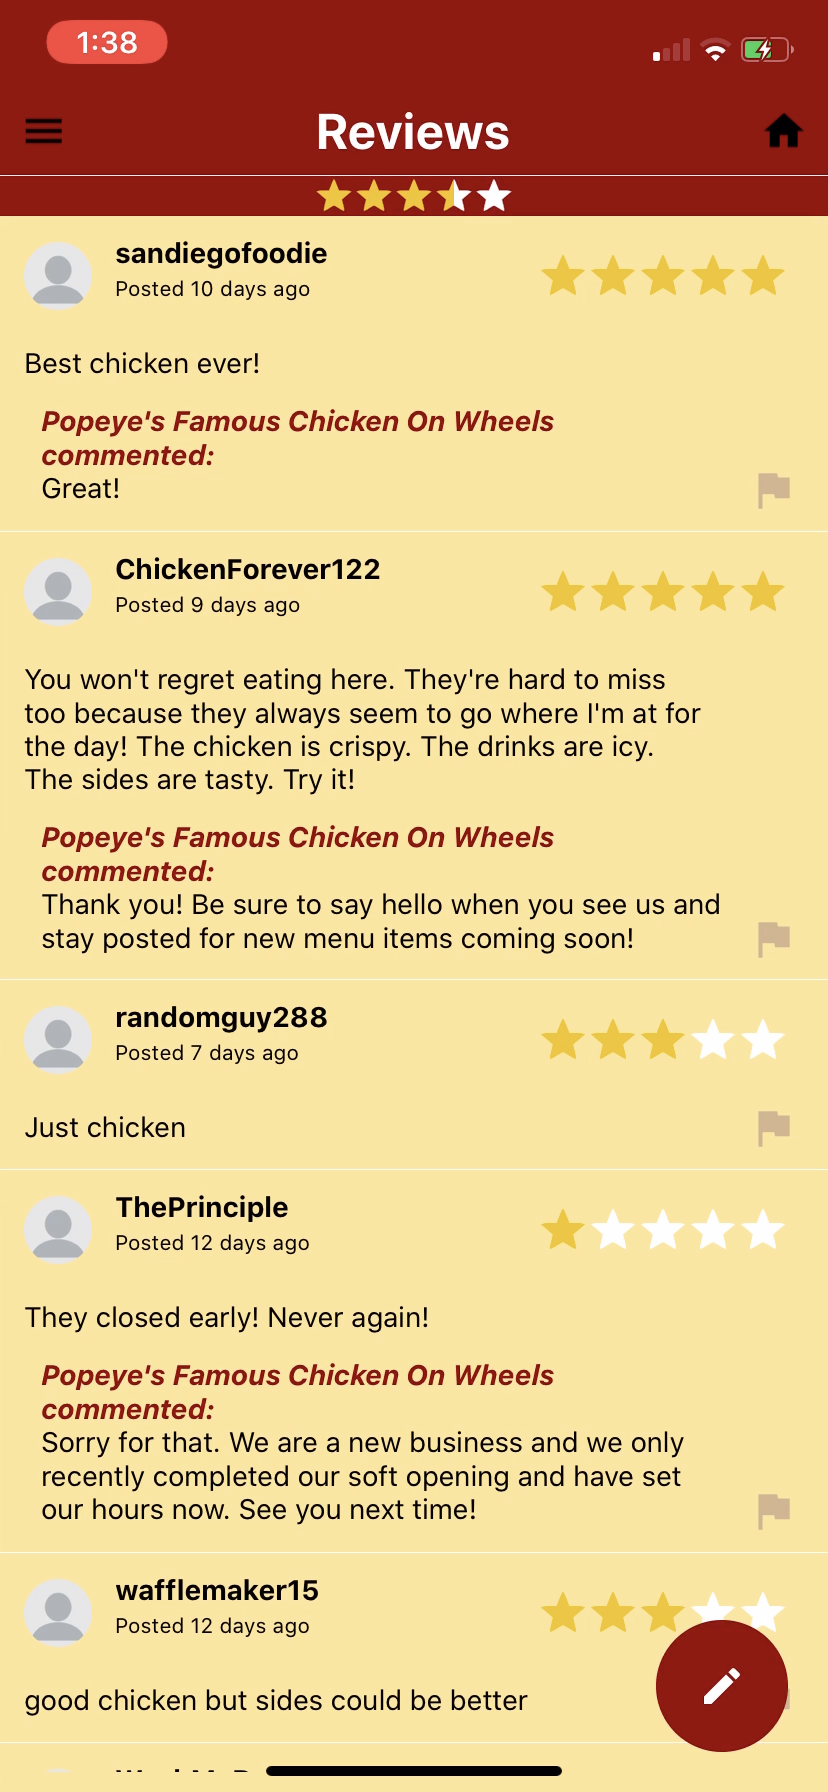 1:38
Reviews
sandiegofoodie
Posted 10 days ago
Best chicken ever!
Popeye's Famous Chicken On Wheels
commented:
Great!
ChickenForever122
Posted 9 days ago
You won't regret eating here. They're hard to miss
too because they always seem to go where I'm at for
the day! The chicken is crispy. The drinks are icy.
The sides are tasty. Try it!
Popeye's Famous Chicken On Wheels
commented:
Thank you! Be sure to say hello when you see us and
stay posted for new menu items coming soon!
randomguy288
Posted 7 days ago
Just chicken
ThePrinciple
Posted 12 days ago
They closed early! Never again!
Popeye's Famous Chicken On Wheels
commented:
Sorry for that. We are a new business and we only
recently completed our soft opening and have set
our hours now. See you next time!
wafflemaker15
Posted 12 days ago
good chicken but sides could be better